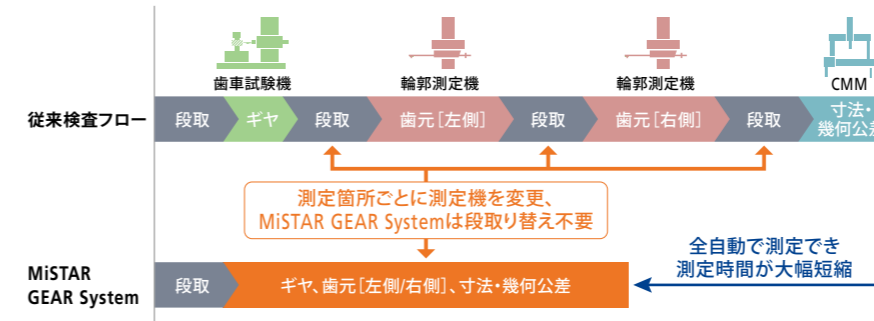 歯車試験機
輪郭測定機
輪郭測定機
CMM
従来検査フロー
段取
ギヤ
段取
歯元[左側]
段取
歯元[右側]
段取
寸法・
幾何公差
測定箇所ごとに測定機を変更、
MiSTAR GEAR Systemは段取り替え不要
全自動で測定でき
測定時間が大幅短縮
MiSTAR
GEAR System
段取
ギヤ、歯元[左側/右側]、寸法・幾何公差